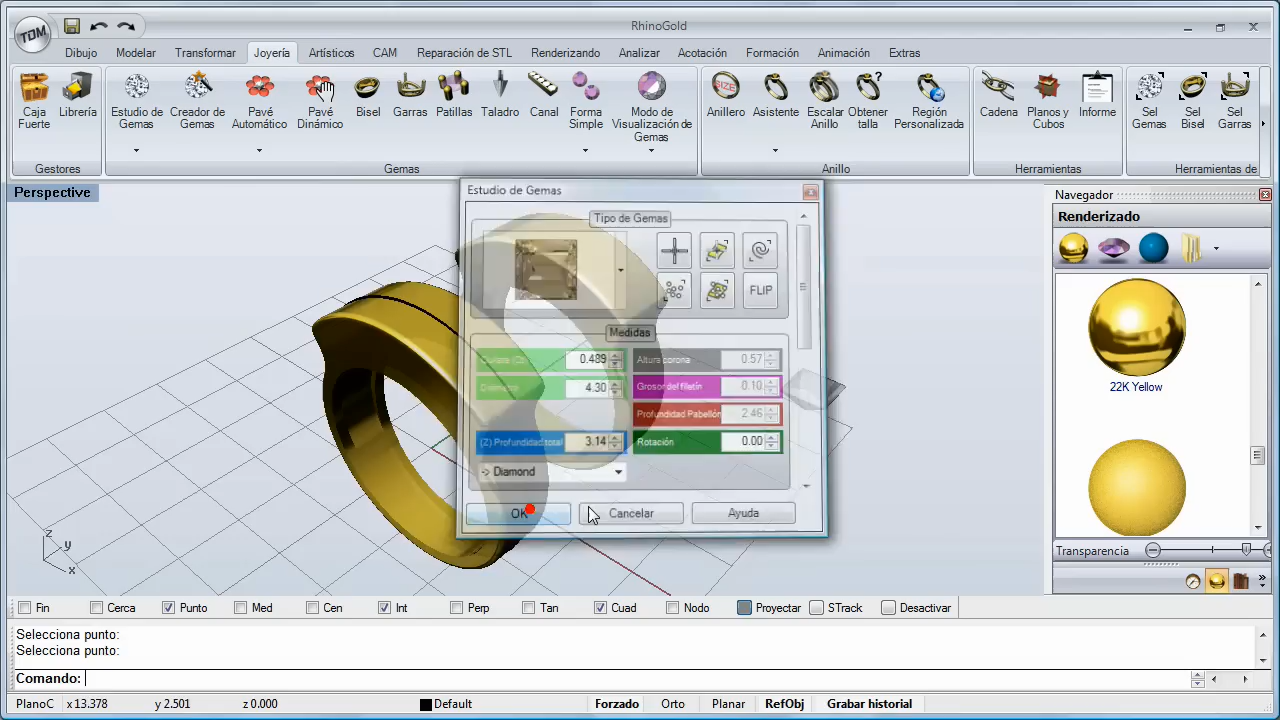 TDM
RhinoGold
Dibujo Modelar Transformar Joyería Artísticos CAM Reparación de STL Renderizando Analizar Acotación Formación Animación Extras
Caja Fuerte
Librería
Gestores
Estudio de Gemas
Creador de Gemas
Pavé Automático
Pavé Dinámico
Bisel
Garras
Patillas
Taladro
Canal
Forma Simple
Modo de Visualización de Gemas
Gemas
SIZE
Anillero
Asistente
Escalar Anillo
Obtener talla
Región Personalizada
Anillo
Cadena
Planos y Cubos
Informe
Herramientas
Sel Gemas
Sel Bisel
Sel Garras
Herramientas de
Perspective
Estudio de Gemas
Tipo de Gemas
FLIP
Medidas
0.489
Altura corona 0.57
Diametro 4.30
Grosor del filetín 0.10
Profundidad Pabellón 2.46
(Z) Profundidad total 3.14
Rotación 0.00
-> Diamond
OK Cancelar Ayuda
Navegador
Renderizado
22K Yellow
Transparencia
z
y
x
Fin Cerca Punto Med Cen Int Perp Tan Cuad Nodo Proyectar STrack Desactivar
Selecciona punto:
Selecciona punto:
Comando:
PlanoC x 13.378 y 2.501 z 0.000 Default Forzado Orto Planar RefObj Grabar historial